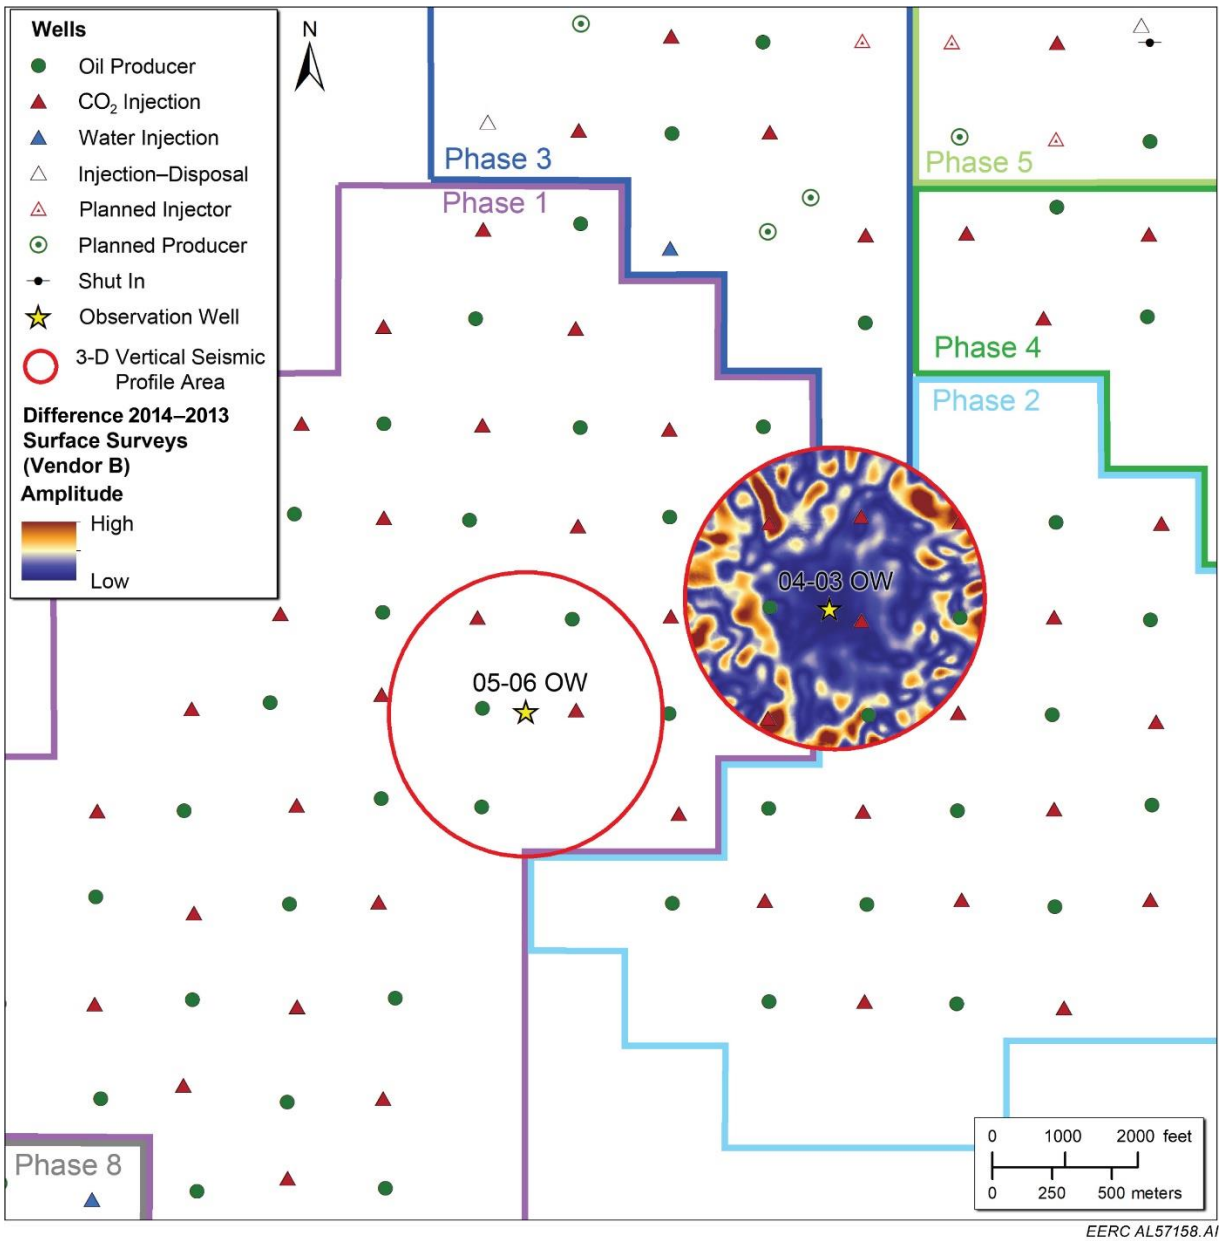 Wells
Oil Producer
CO₂ Injection
Water Injection
Injection–Disposal
Planned Injector
Planned Producer
Shut In
Observation Well
3-D Vertical Seismic
Profile Area
Difference 2014–2013
Surface Surveys
(Vendor B)
Amplitude
High
Low
N
Phase 3
Phase 1
Phase 5
Phase 4
Phase 2
04-03 OW
05-06 OW
Phase 8
0 1000 2000 feet
0 250 500 meters
EERC AL57158.AI